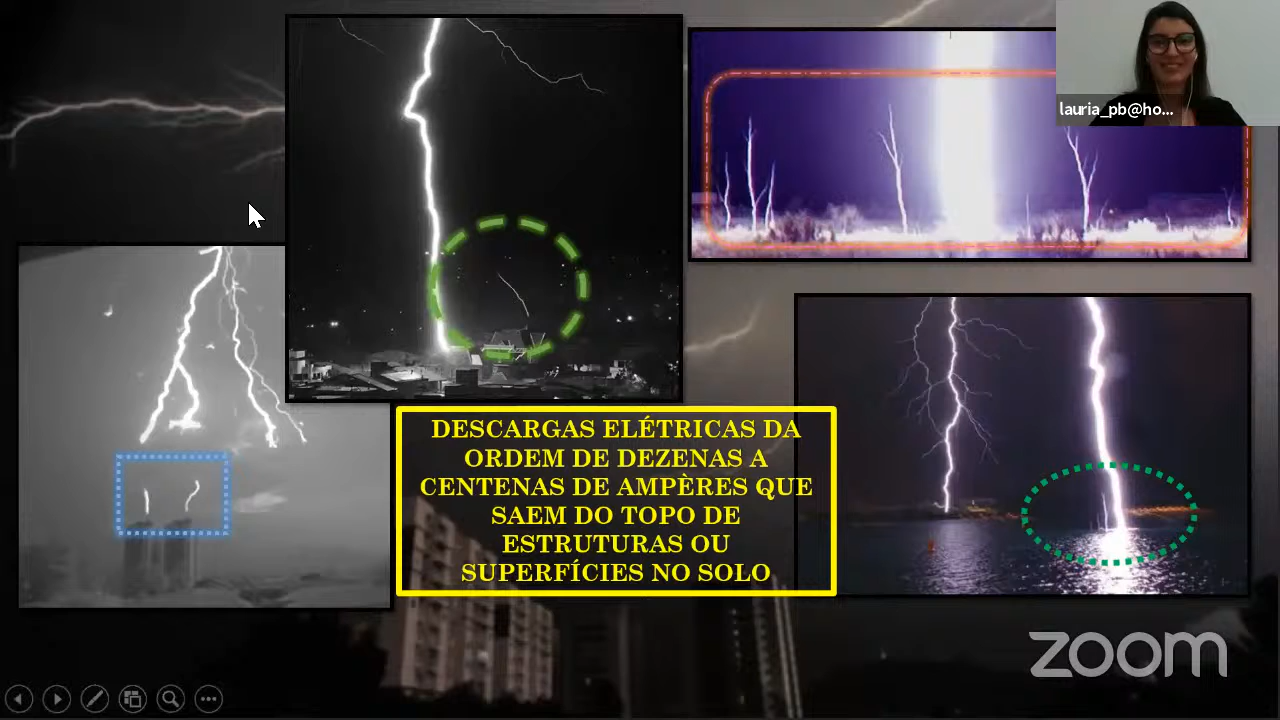 lauria_pb@ho...
DESCARGAS ELÉTRICAS DA
ORDEM DE DEZENAS A
CENTENAS DE AMPÈRES QUE
SAEM DO TOPO DE
ESTRUTURAS OU
SUPERFÍCIES NO SOLO
zoom